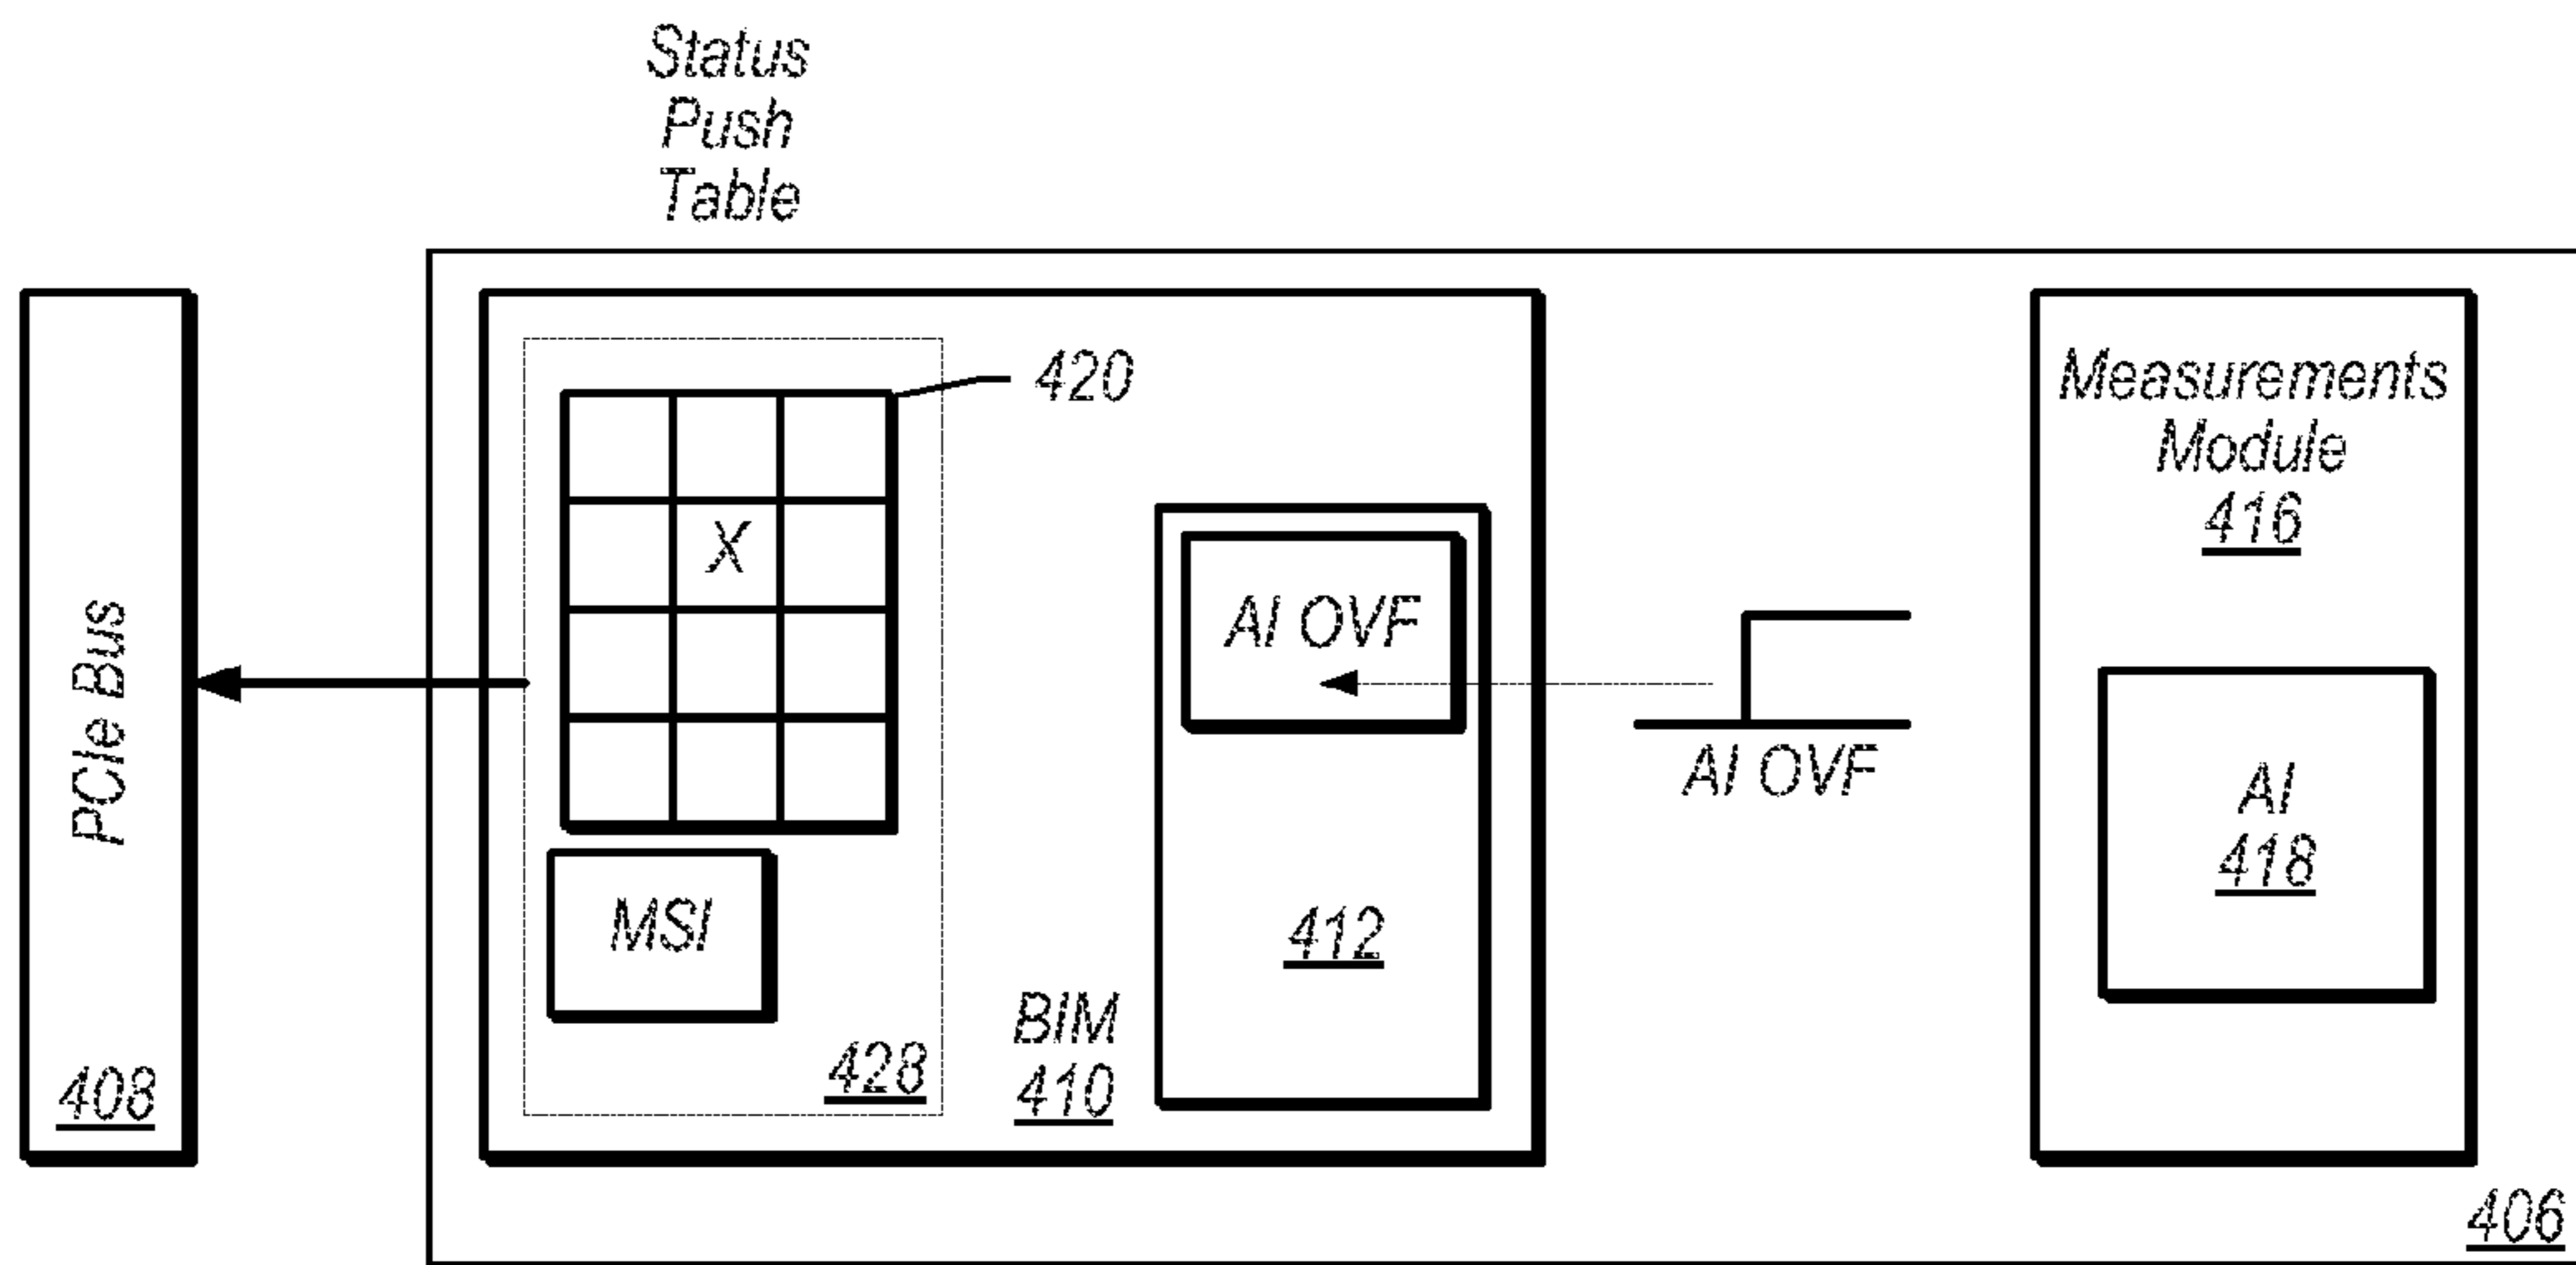 Status
Push
Table
PCIe Bus
408
420
X
MSI
428
BIM
410
AI OVF
412
AI OVF
Measurements
Module
416
AI
418
406